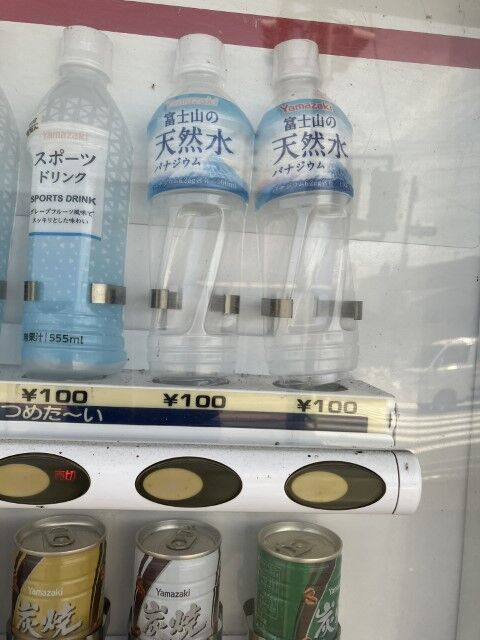 Yamazaki
スポーツ
ドリンク
SPORTS DRINK
グレープフルーツ風味で
スッキリとした味わい
555ml
Yamazaki
富士山の
天然水
バナジウム
Yamazaki
富士山の
天然水
バナジウム
¥100
¥100
¥100
つめた〜い
売切
Yamazaki
炭焼
Yamazaki
炭焼
Yamazaki